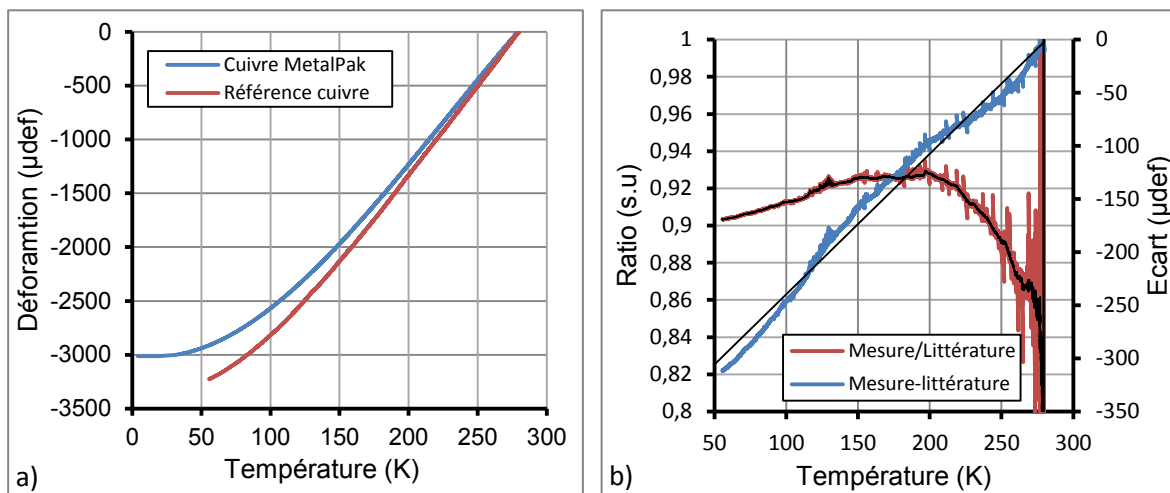 0
-500
-1000
-1500
-2000
-2500
-3000
-3500
Déforamtion (µdef)
Cuivre MetalPak
Référence cuivre
0 50 100 150 200 250 300
Température (K)
a)
1
0,98
0,96
0,94
0,92
0,9
0,88
0,86
0,84
0,82
0,8
Ratio (s.u)
0
-50
-100
-150
-200
-250
-300
-350
Ecart (µdef)
Mesure/Littérature
Mesure-littérature
50 100 150 200 250 300
Température (K)
b)